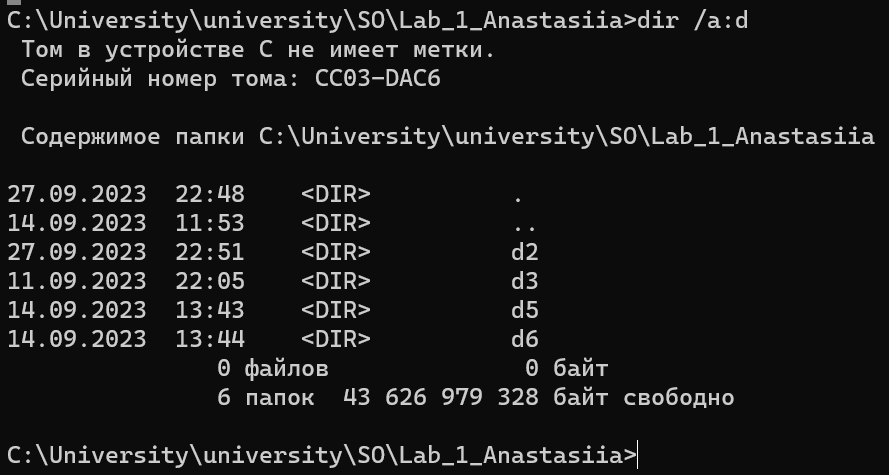 C:\University\university\SO\Lab_1_Anastasiia>dir /a:d
Том в устройстве C не имеет метки.
Серийный номер тома: CC03-DAC6
Содержимое папки C:\University\university\SO\Lab_1_Anastasiia
27.09.2023  22:48    <DIR>          .
14.09.2023  11:53    <DIR>          ..
27.09.2023  22:51    <DIR>          d2
11.09.2023  22:05    <DIR>          d3
14.09.2023  13:43    <DIR>          d5
14.09.2023  13:44    <DIR>          d6
0 файлов              0 байт
6 папок  43 626 979 328 байт свободно
C:\University\university\SO\Lab_1_Anastasiia>